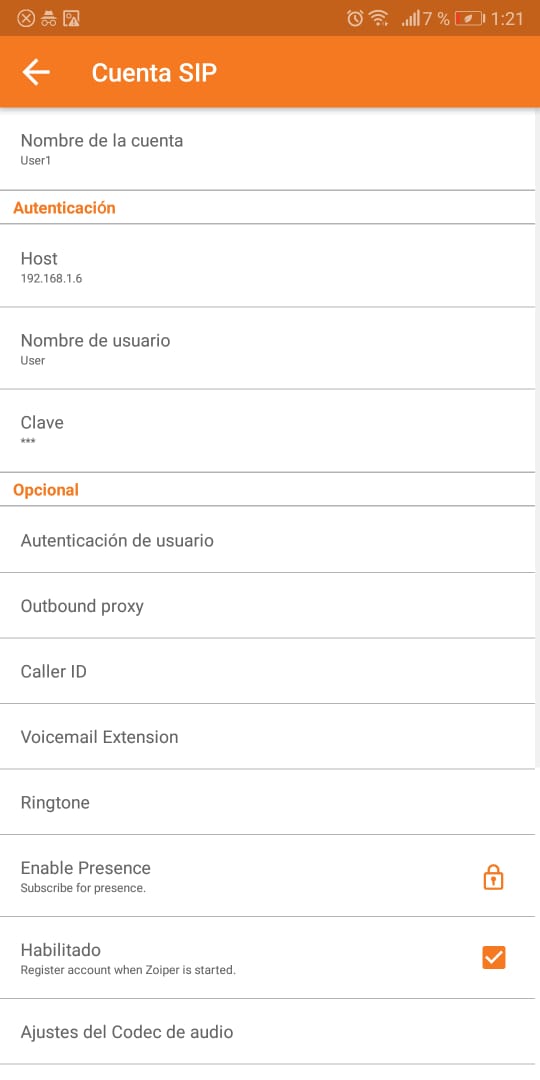 7 % 1:21
Cuenta SIP
Nombre de la cuenta
User1
Autenticación
Host
192.168.1.6
Nombre de usuario
User
Clave
***
Opcional
Autenticación de usuario
Outbound proxy
Caller ID
Voicemail Extension
Ringtone
Enable Presence
Subscribe for presence.
Habilitado
Register account when Zoiper is started.
Ajustes del Codec de audio